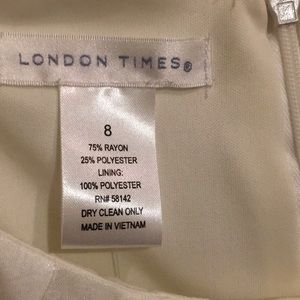 LONDON TIMES®
8
75% RAYON
25% POLYESTER
LINING:
100% POLYESTER
RN# 58142
DRY CLEAN ONLY
MADE IN VIETNAM